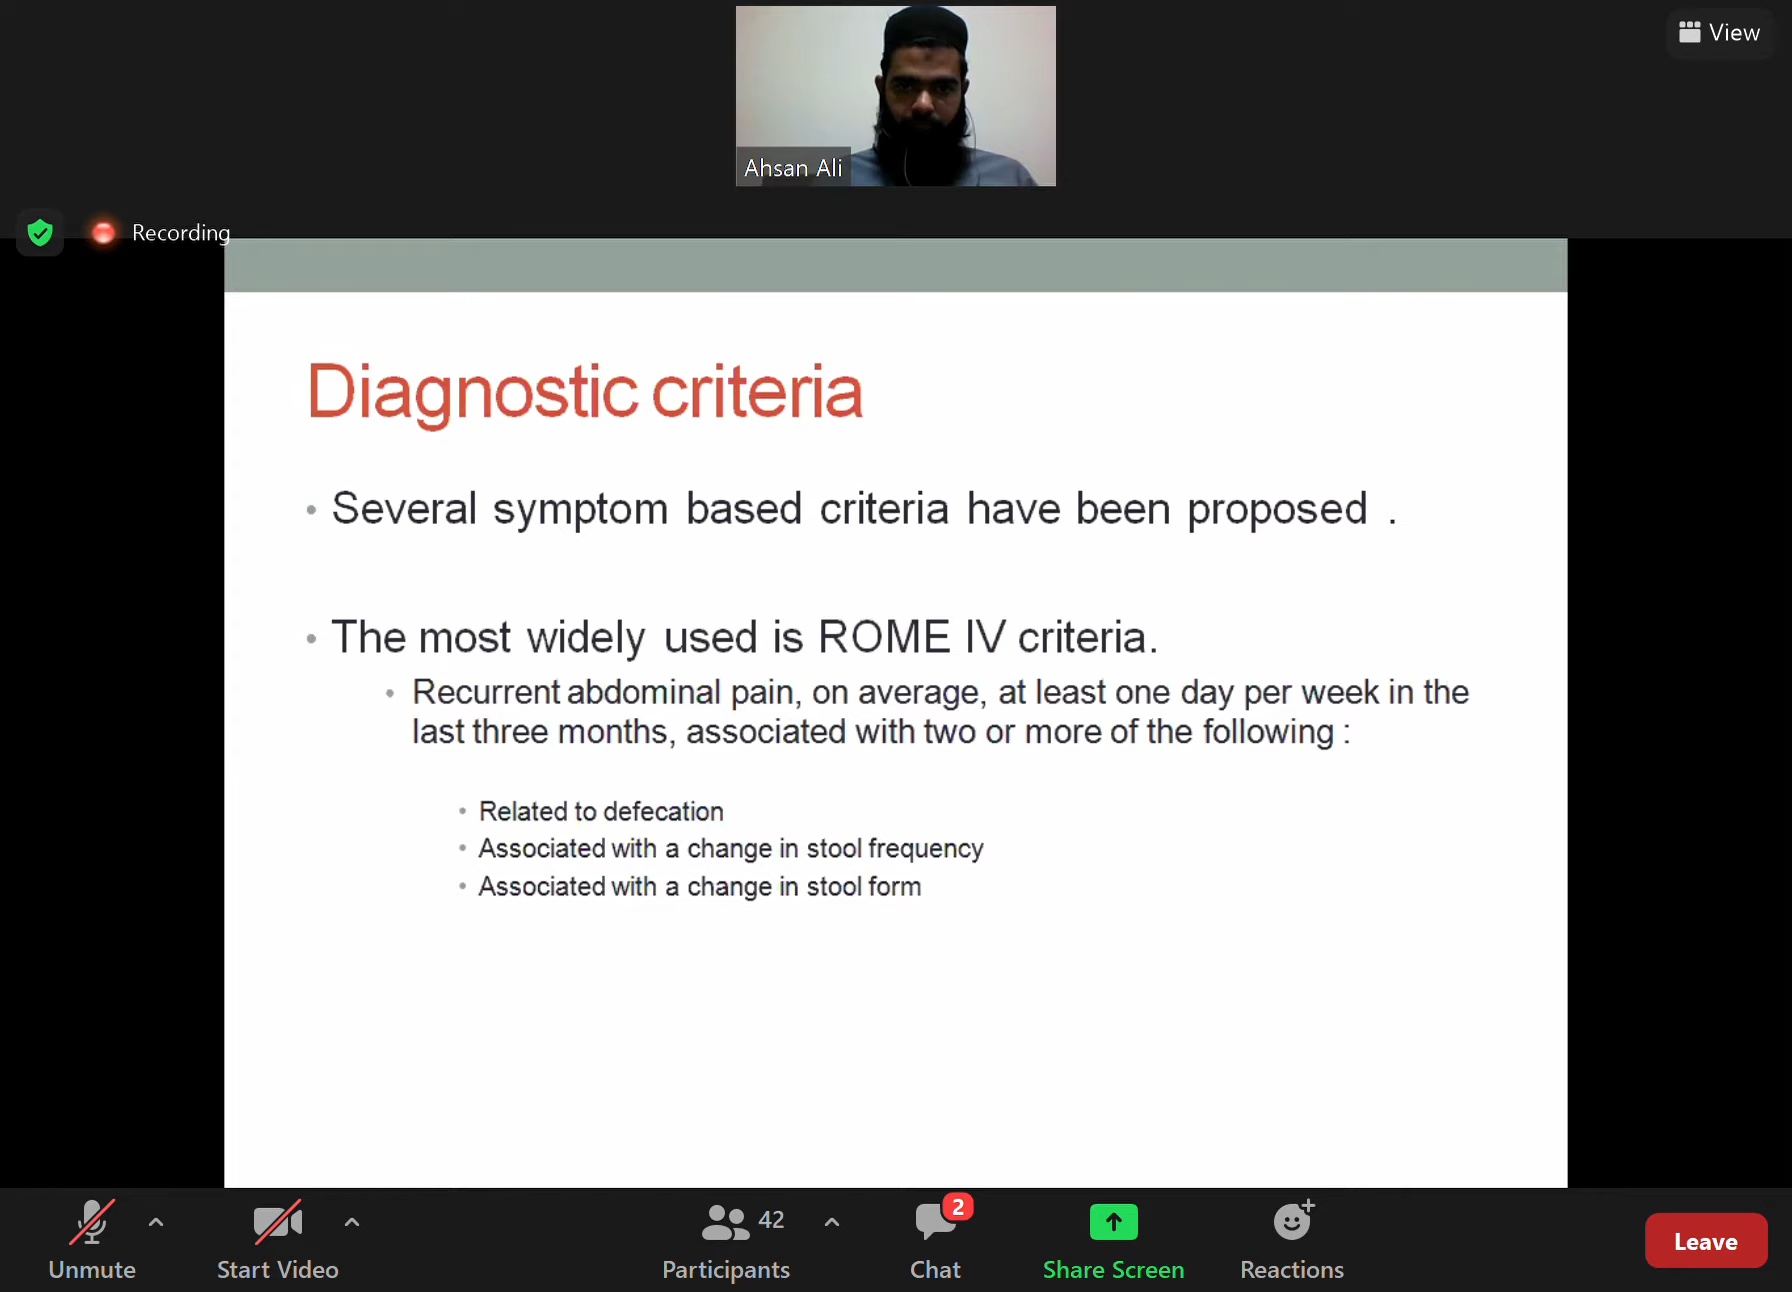 View
Ahsan Ali
Recording
Diagnostic criteria
• Several symptom based criteria have been proposed .
• The most widely used is ROME IV criteria.
• Recurrent abdominal pain, on average, at least one day per week in the
last three months, associated with two or more of the following :
• Related to defecation
• Associated with a change in stool frequency
• Associated with a change in stool form
42
2
Unmute
Start Video
Participants
Chat
Share Screen
Reactions
Leave